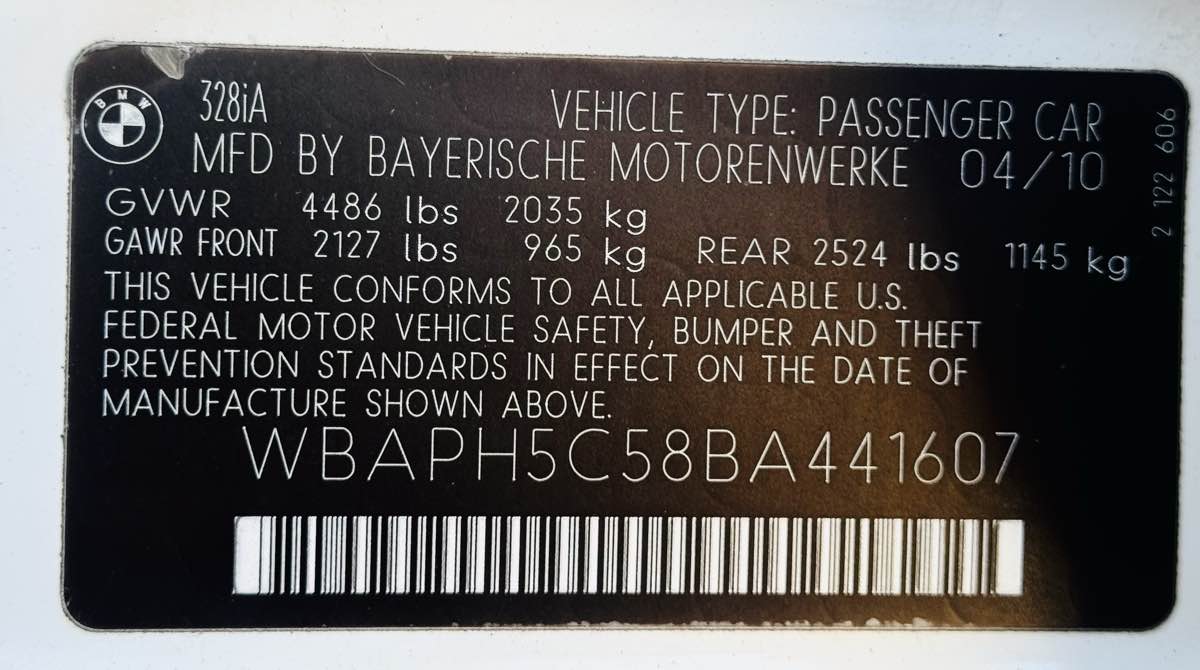 BMW
328iA
VEHICLE TYPE: PASSENGER CAR
MFD BY BAYERISCHE MOTORENWERKE 04/10
GVWR 4486 lbs 2035 kg
GAWR FRONT 2127 lbs 965 kg REAR 2524 lbs 1145 kg
THIS VEHICLE CONFORMS TO ALL APPLICABLE U.S.
FEDERAL MOTOR VEHICLE SAFETY, BUMPER AND THEFT
PREVENTION STANDARDS IN EFFECT ON THE DATE OF
MANUFACTURE SHOWN ABOVE.
WBAPH5C58BA441607
2 122 606